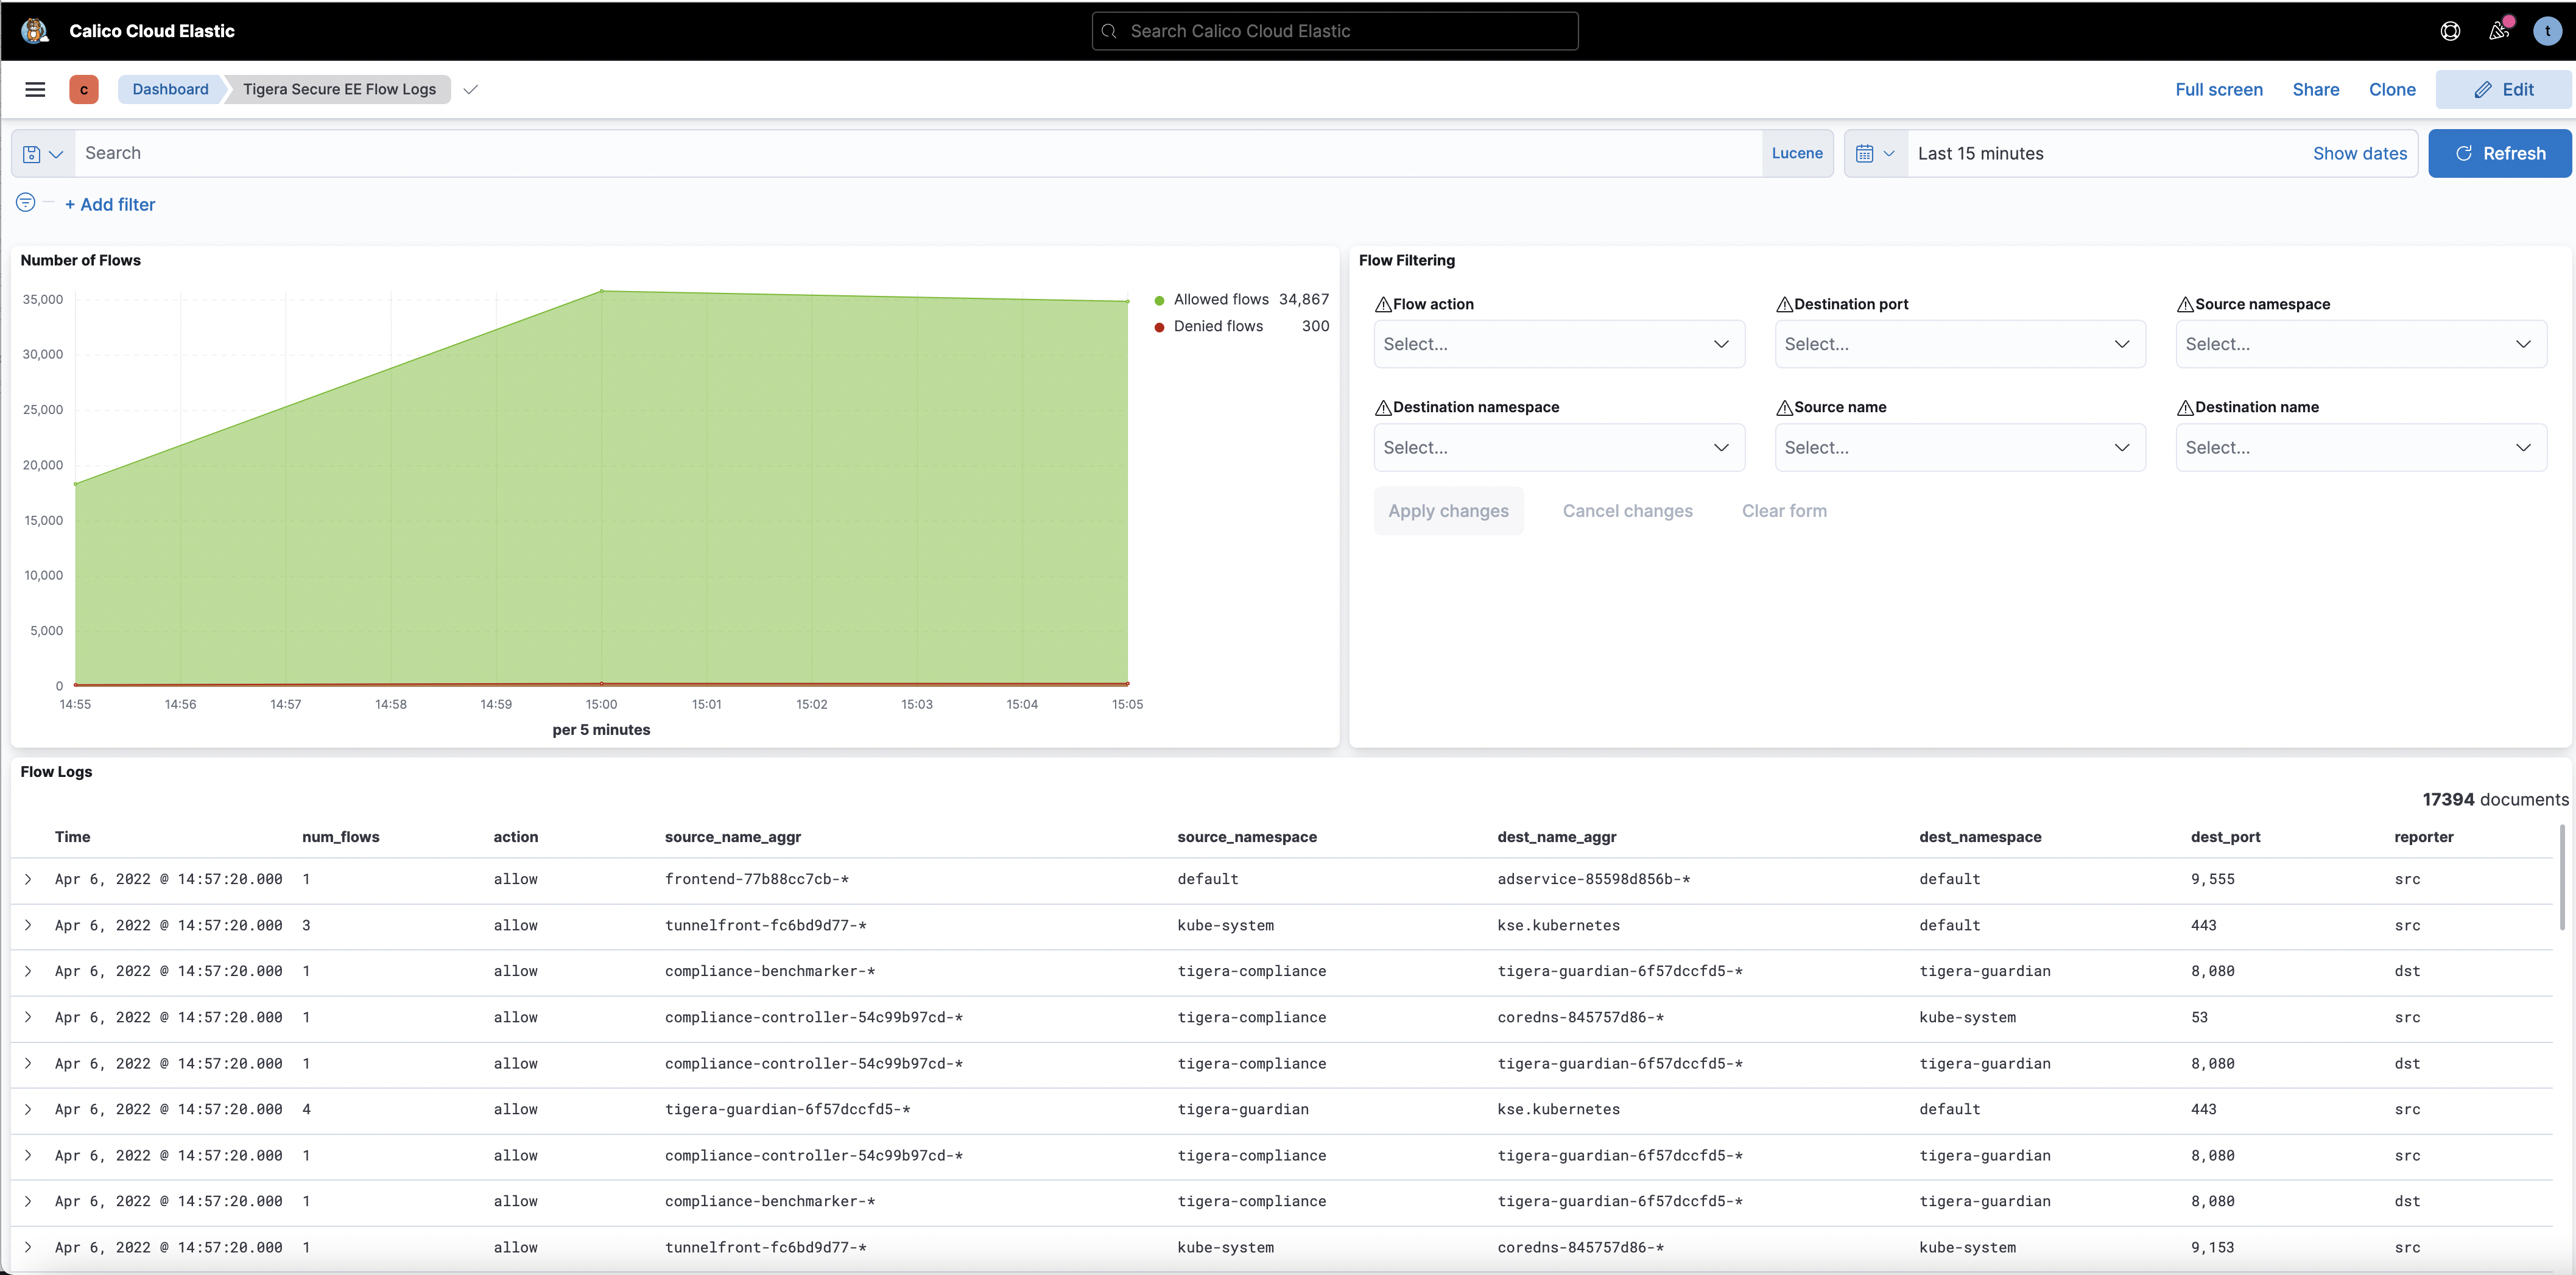 Calico Cloud Elastic
Search Calico Cloud Elastic
t
c
Dashboard
Tigera Secure EE Flow Logs
Full screen
Share
Clone
Edit
Search
Lucene
Last 15 minutes
Show dates
Refresh
+ Add filter
Number of Flows
35,000
30,000
25,000
20,000
15,000
10,000
5,000
0
14:55 14:56 14:57 14:58 14:59 15:00 15:01 15:02 15:03 15:04 15:05
per 5 minutes
Allowed flows 34,867
Denied flows 300
Flow Filtering
Flow action
Select...
Destination port
Select...
Source namespace
Select...
Destination namespace
Select...
Source name
Select...
Destination name
Select...
Apply changes
Cancel changes
Clear form
Flow Logs
17394 documents
Time num_flows action source_name_aggr source_namespace dest_name_aggr dest_namespace dest_port reporter
Apr 6, 2022 @ 14:57:20.000 1 allow frontend-77b88cc7cb-* default adservice-85598d856b-* default 9,555 src
Apr 6, 2022 @ 14:57:20.000 3 allow tunnelfront-fc6bd9d77-* kube-system kse.kubernetes default 443 src
Apr 6, 2022 @ 14:57:20.000 1 allow compliance-benchmarker-* tigera-compliance tigera-guardian-6f57dccfd5-* tigera-guardian 8,080 dst
Apr 6, 2022 @ 14:57:20.000 1 allow compliance-controller-54c99b97cd-* tigera-compliance coredns-845757d86-* kube-system 53 src
Apr 6, 2022 @ 14:57:20.000 1 allow compliance-controller-54c99b97cd-* tigera-compliance tigera-guardian-6f57dccfd5-* tigera-guardian 8,080 dst
Apr 6, 2022 @ 14:57:20.000 4 allow tigera-guardian-6f57dccfd5-* tigera-guardian kse.kubernetes default 443 src
Apr 6, 2022 @ 14:57:20.000 1 allow compliance-controller-54c99b97cd-* tigera-compliance tigera-guardian-6f57dccfd5-* tigera-guardian 8,080 src
Apr 6, 2022 @ 14:57:20.000 1 allow compliance-benchmarker-* tigera-compliance tigera-guardian-6f57dccfd5-* tigera-guardian 8,080 dst
Apr 6, 2022 @ 14:57:20.000 1 allow tunnelfront-fc6bd9d77-* kube-system coredns-845757d86-* kube-system 9,153 src